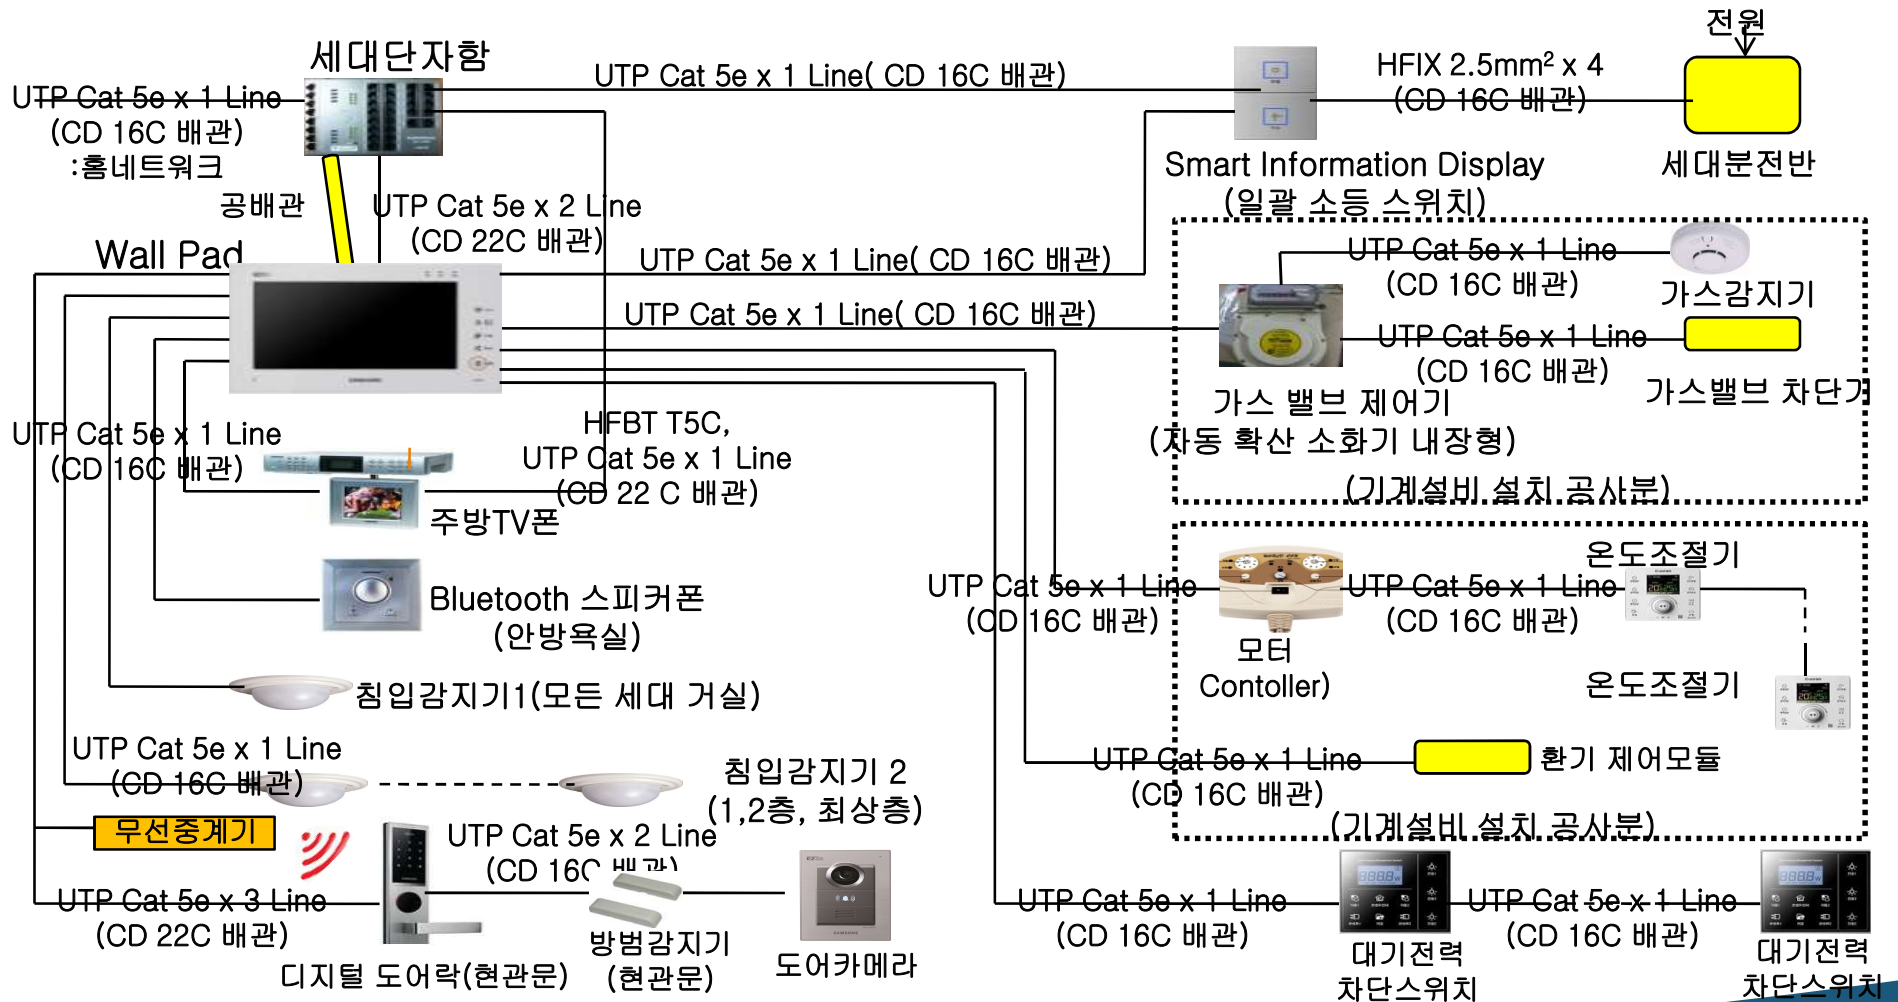 전원
세대단자함
UTP Cat 5e x 1 Line( CD 16C 배관)
HFIX 2.5mm² x 4
(CD 16C 배관)
UTP Cat 5e x 1 Line
(CD 16C 배관)
:홈네트워크
세대분전반
Smart Information Display
(일괄 소등 스위치)
공배관
UTP Cat 5e x 2 Line
(CD 22C 배관)
Wall Pad
UTP Cat 5e x 1 Line( CD 16C 배관)
UTP Cat 5e x 1 Line
(CD 16C 배관)
가스감지기
UTP Cat 5e x 1 Line( CD 16C 배관)
UTP Cat 5e x 1 Line
(CD 16C 배관)
가스밸브 차단기
가스 밸브 제어기
(자동 확산 소화기 내장형)
(기계설비 설치 공사분)
UTP Cat 5e x 1 Line
(CD 16C 배관)
HFBT T5C,
UTP Cat 5e x 1 Line
(CD 22 C 배관)
주방TV폰
Bluetooth 스피커폰
(안방욕실)
UTP Cat 5e x 1 Line
(CD 16C 배관)
모터
Contoller)
UTP Cat 5e x 1 Line
(CD 16C 배관)
온도조절기
온도조절기
침입감지기1(모든 세대 거실)
UTP Cat 5e x 1 Line
(CD 16C 배관)
침입감지기 2
(1,2층, 최상층)
UTP Cat 5e x 1 Line
(CD 16C 배관)
환기 제어모듈
(기계설비 설치 공사분)
무선중계기
UTP Cat 5e x 2 Line
(CD 16C 배관)
UTP Cat 5e x 3 Line
(CD 22C 배관)
디지털 도어락(현관문)
방범감지기
(현관문)
SAMSUNG
도어카메라
UTP Cat 5e x 1 Line
(CD 16C 배관)
대기전력
차단스위치
UTP Cat 5e x 1 Line
(CD 16C 배관)
대기전력
차단스위치